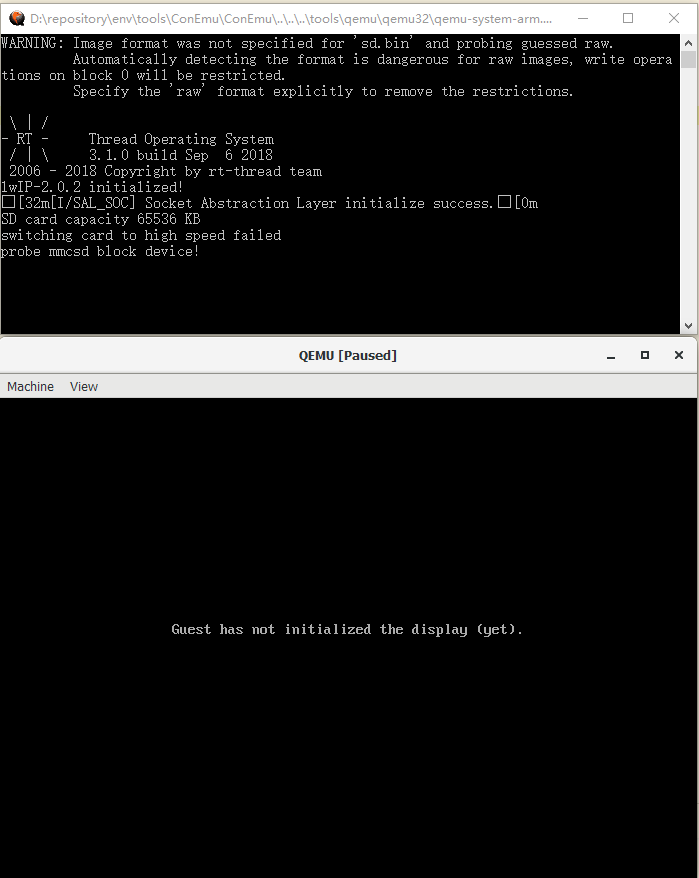 D:\repository\env\tools\ConEmu\ConEmu\..\..\..\tools\qemu\qemu32\qemu-system-arm....
WARNING: Image format was not specified for 'sd.bin' and probing guessed raw.
         Automatically detecting the format is dangerous for raw images, write opera
tions on block 0 will be restricted.
         Specify the 'raw' format explicitly to remove the restrictions.
 \ | /
- RT -     Thread Operating System
 / | \     3.1.0 build Sep  6 2018
 2006 - 2018 Copyright by rt-thread team
lwIP-2.0.2 initialized!
□[32m[I/SAL_SOC] Socket Abstraction Layer initialize success.□[0m
SD card capacity 65536 KB
switching card to high speed failed
probe mmcsd block device!
QEMU [Paused]
Machine View
Guest has not initialized the display (yet).